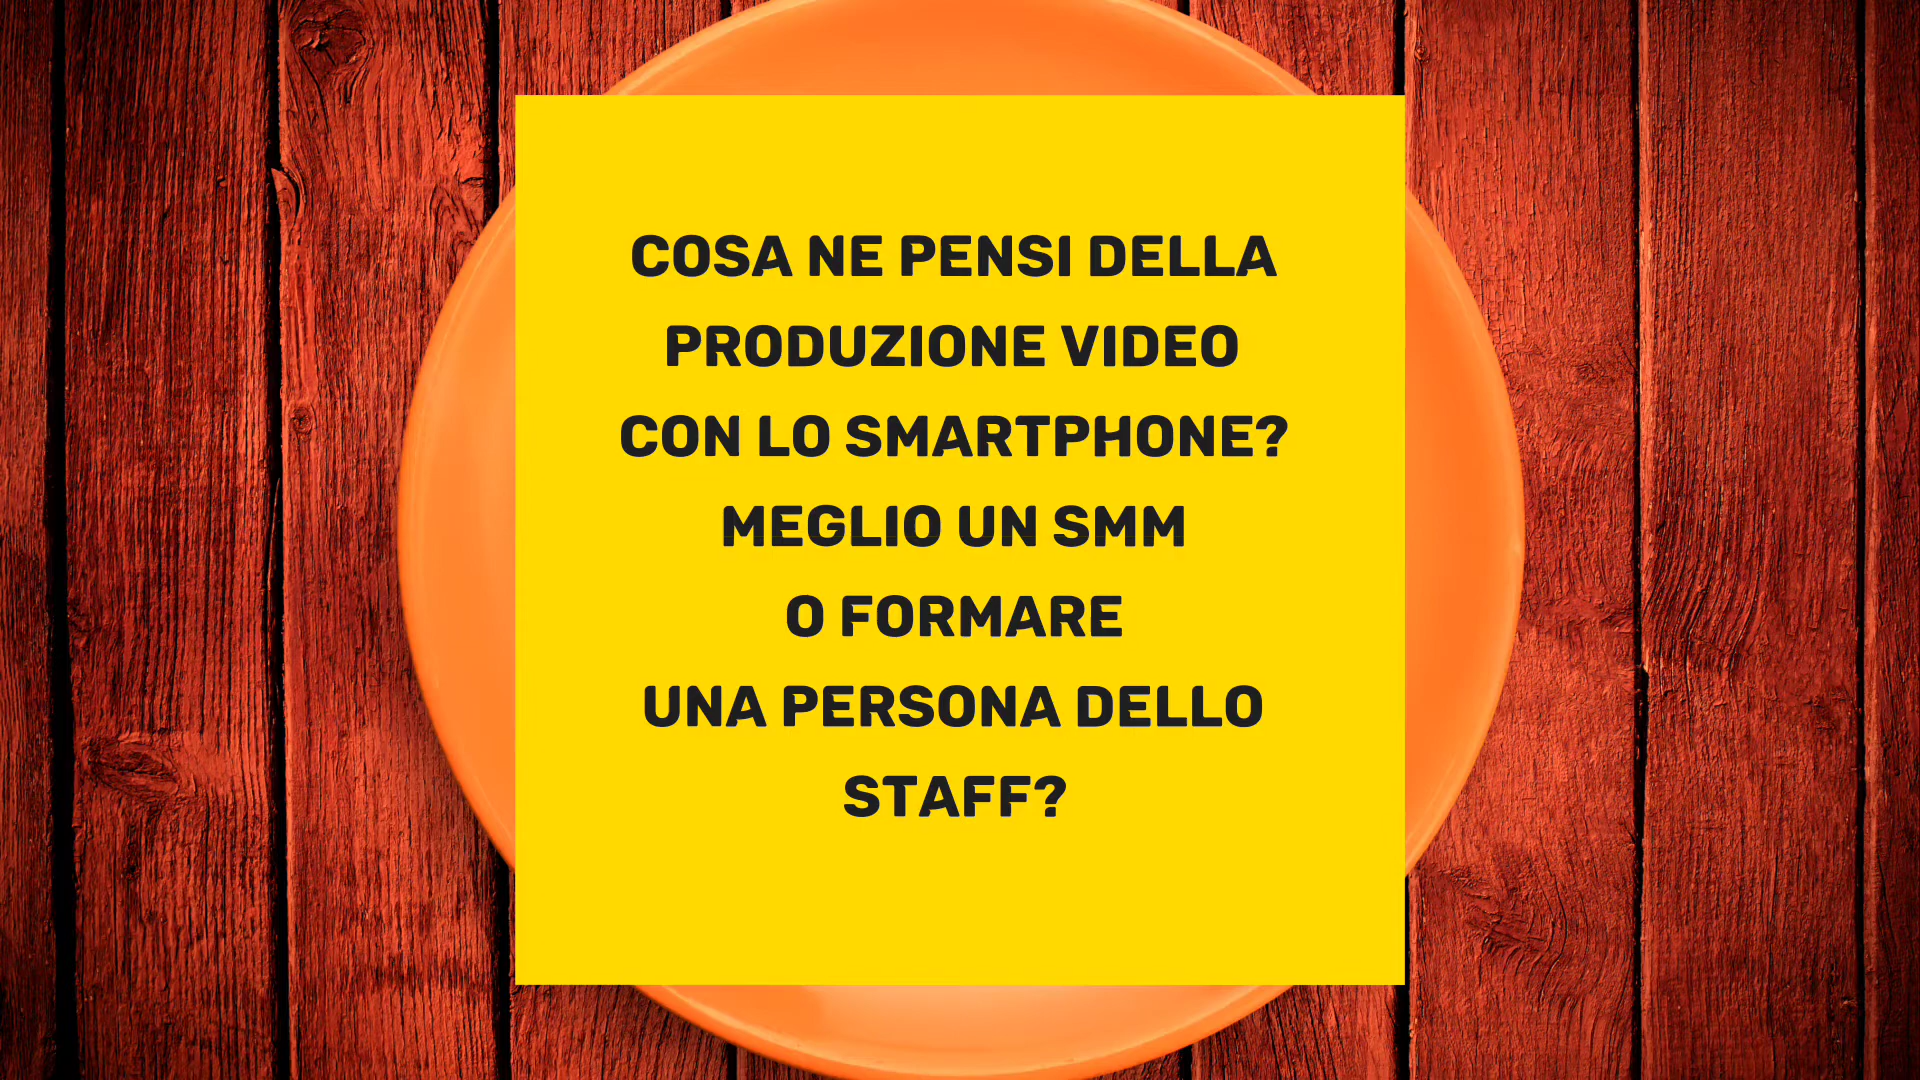 COSA NE PENSI DELLA
PRODUZIONE VIDEO
CON LO SMARTPHONE?
MEGLIO UN SMM
O FORMARE
UNA PERSONA DELLO
STAFF?